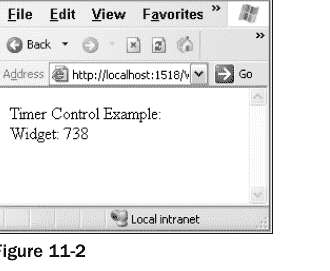 File Edit View Favorites »
Back »
Address http://localhost:1518/ Go
Timer Control Example:
Widget: 738
Local intranet
Figure 11-2